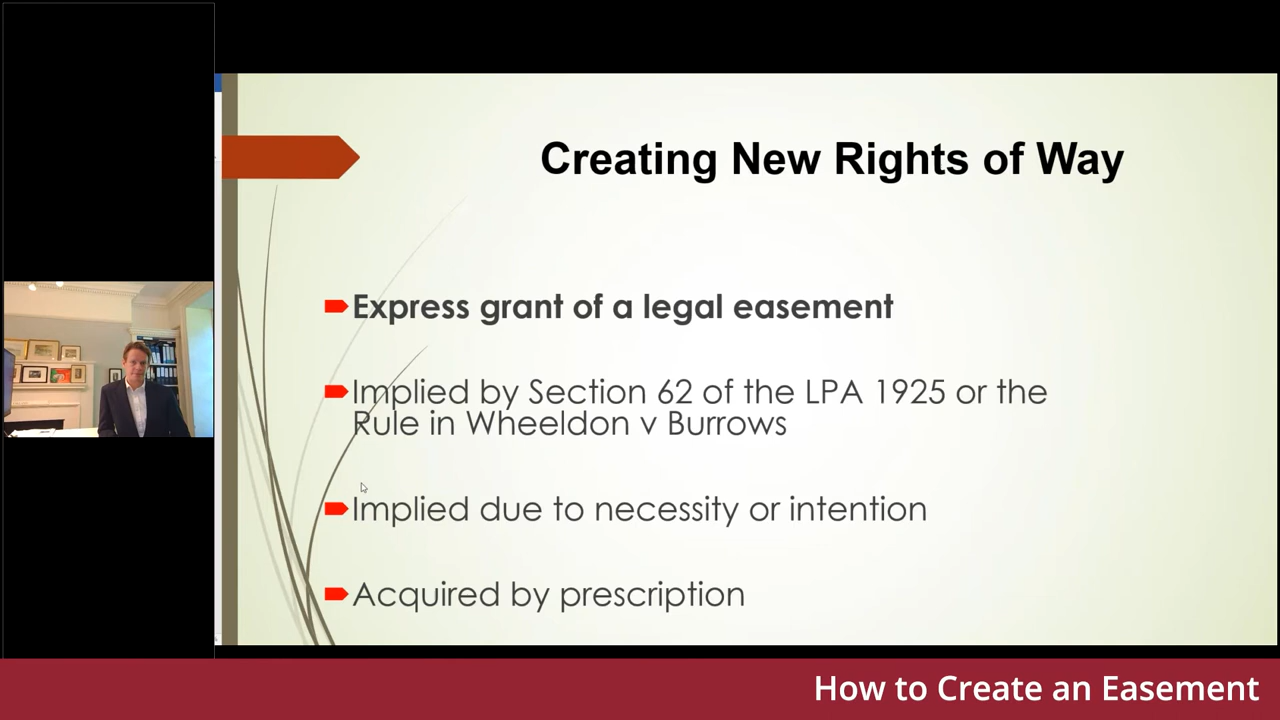 Creating New Rights of Way
Express grant of a legal easement
Implied by Section 62 of the LPA 1925 or the
Rule in Wheeldon v Burrows
Implied due to necessity or intention
Acquired by prescription
How to Create an Easement